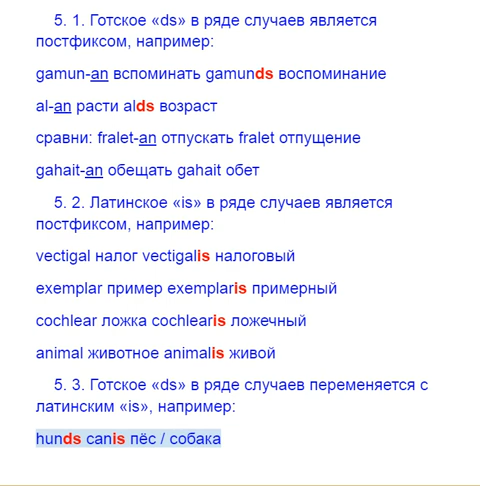 5. 1. Готское «ds» в ряде случаев является
постфиксом, например:
gamun-an вспоминать gamunds воспоминание
al-an расти alds возраст
сравни: fralet-an отпускать fralet отпущение
gahait-an обещать gahait обет
5. 2. Латинское «is» в ряде случаев является
постфиксом, например:
vectigal налог vectigalis налоговый
exemplar пример exemplaris примерный
cochlear ложка cochlearis ложечный
animal животное animalis живой
5. 3. Готское «ds» в ряде случаев переменяется с
латинским «is», например:
hunds canis пёс / собака